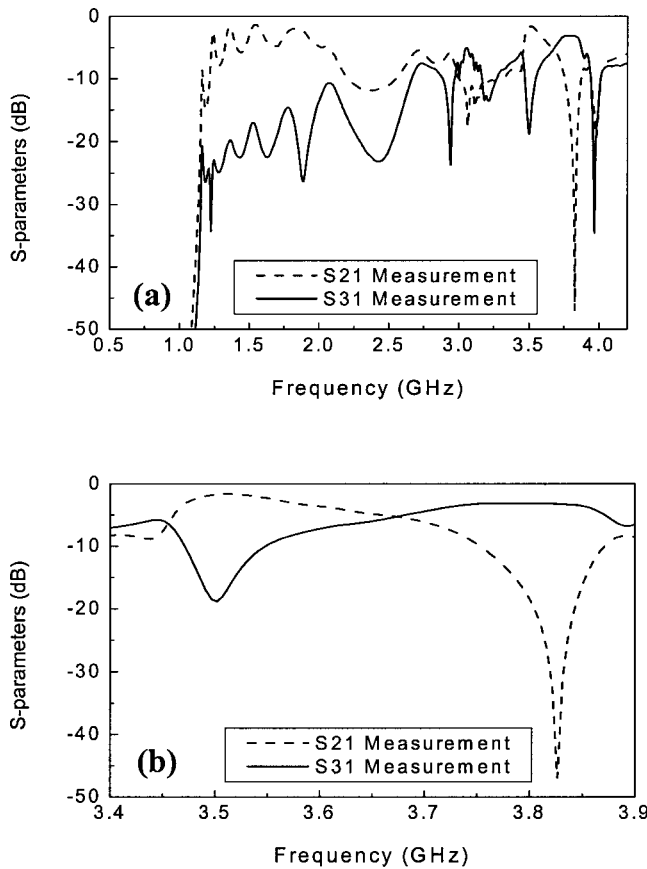 0
-10
-20
-30
-40
-50
S-parameters (dB)
S21 Measurement
S31 Measurement
(a)
0.5 1.0 1.5 2.0 2.5 3.0 3.5 4.0
Frequency (GHz)
0
-10
-20
-30
-40
-50
S-parameters (dB)
S21 Measurement
S31 Measurement
(b)
3.4 3.5 3.6 3.7 3.8 3.9
Frequency (GHz)